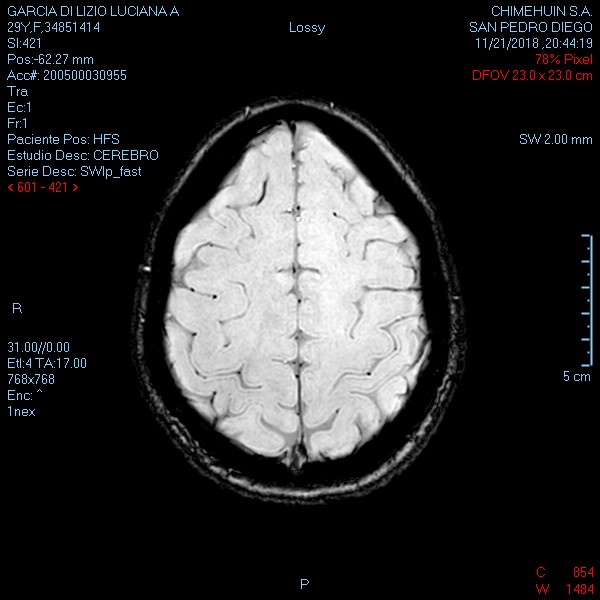 GARCIA DI LIZIO LUCIANA A
29Y,F,34851414
Sl:421
Pos:-62.27 mm
Acc#: 200500030955
Tra
Ec:1
Fr:1
Paciente Pos: HFS
Estudio Desc: CEREBRO
Serie Desc: SWIp_fast
< 601 - 421 >
Lossy
CHIMEHUIN S.A.
SAN PEDRO DIEGO
11/21/2018 ,20:44:19
78% Pixel
DFOV 23.0 x 23.0 cm
SW 2.00 mm
R
5 cm
31.00//0.00
Etl:4 TA:17.00
768x768
Enc: ^
1nex
P
C 854
W 1484